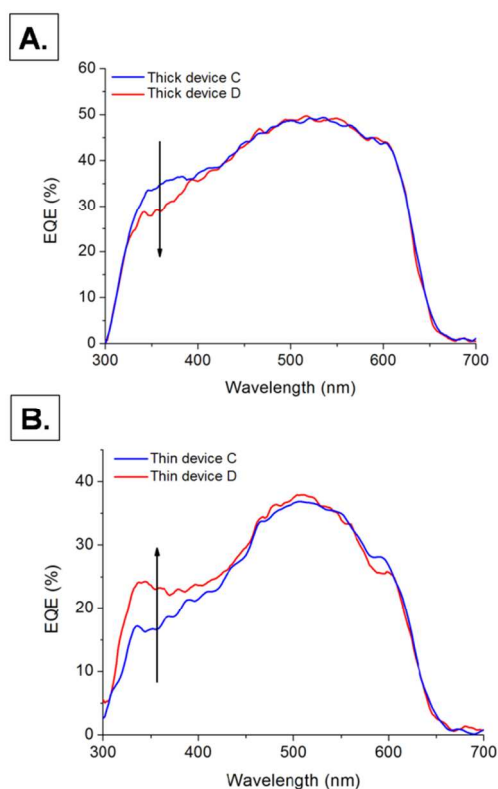 A.
Thick device C
Thick device D
60
50
40
30
20
10
0
EQE (%)
300 400 500 600 700
Wavelength (nm)
B.
Thin device C
Thin device D
40
30
20
10
0
EQE (%)
300 400 500 600 700
Wavelength (nm)